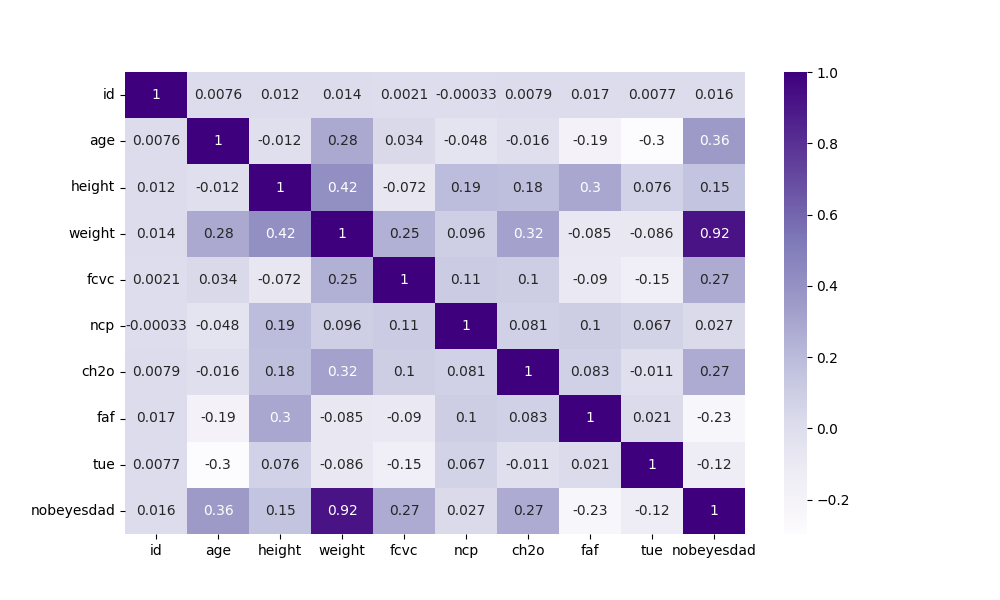 id 1 0.0076 0.012 0.014 0.0021 -0.00033 0.0079 0.017 0.0077 0.016
age 0.0076 1 -0.012 0.28 0.034 -0.048 -0.016 -0.19 -0.3 0.36
height 0.012 -0.012 1 0.42 -0.072 0.19 0.18 0.3 0.076 0.15
weight 0.014 0.28 0.42 1 0.25 0.096 0.32 -0.085 -0.086 0.92
fcvc 0.0021 0.034 -0.072 0.25 1 0.11 0.1 -0.09 -0.15 0.27
ncp -0.00033 -0.048 0.19 0.096 0.11 1 0.081 0.1 0.067 0.027
ch2o 0.0079 -0.016 0.18 0.32 0.1 0.081 1 0.083 -0.011 0.27
faf 0.017 -0.19 0.3 -0.085 -0.09 0.1 0.083 1 0.021 -0.23
tue 0.0077 -0.3 0.076 -0.086 -0.15 0.067 -0.011 0.021 1 -0.12
nobeyesdad 0.016 0.36 0.15 0.92 0.27 0.027 0.27 -0.23 -0.12 1
id age height weight fcvc ncp ch2o faf tue nobeyesdad
1.0
0.8
0.6
0.4
0.2
0.0
−0.2